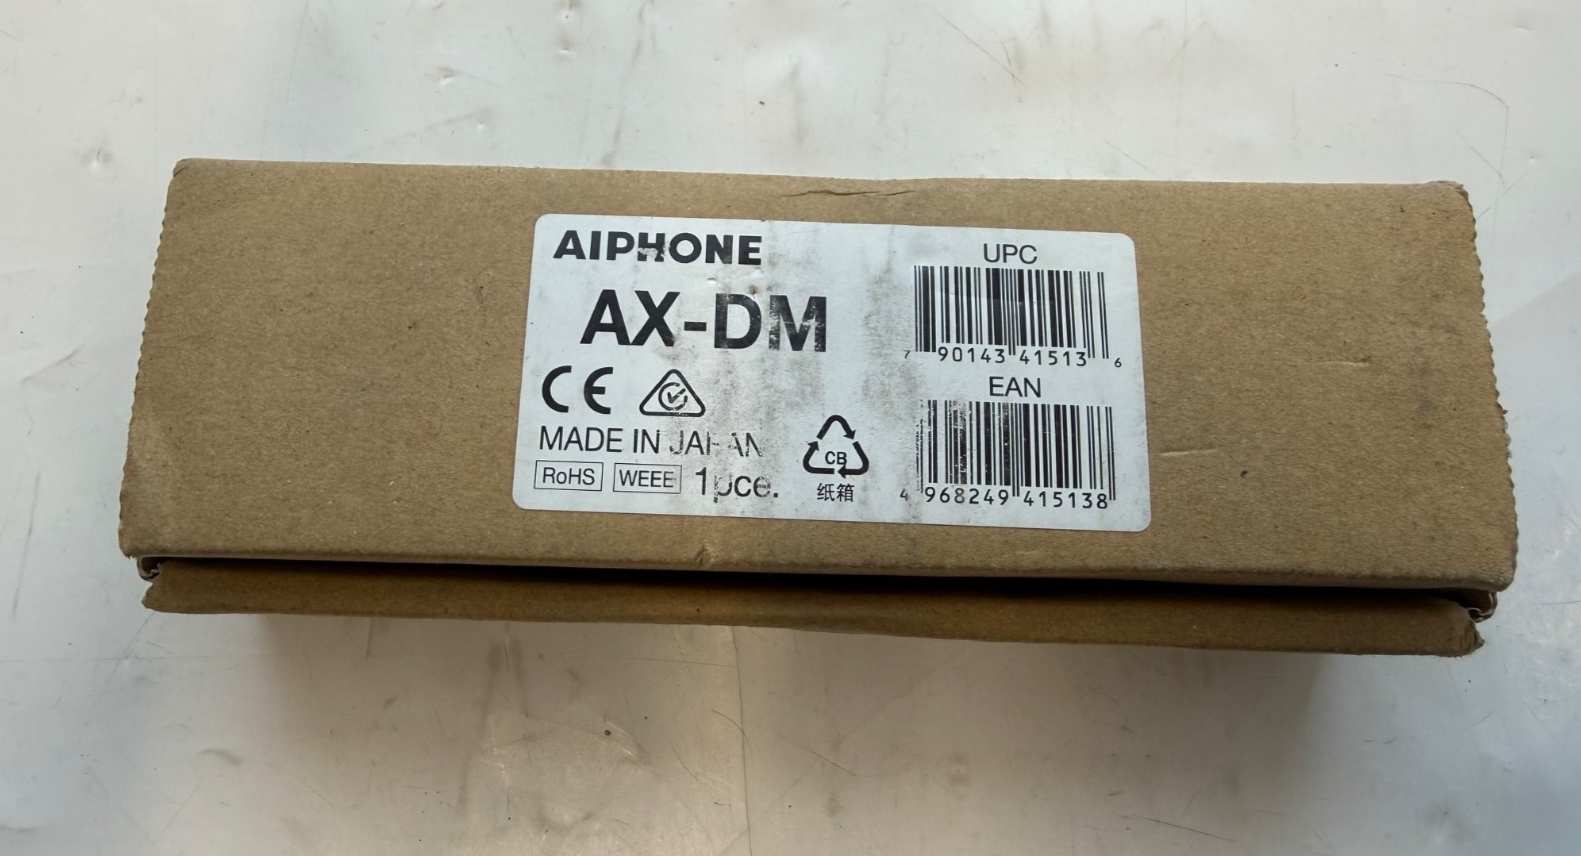 AIPHONE
AX-DM
CE
MADE IN JAPAN
RoHS WEEE 1pce.
CB
纸箱
UPC
7 90143 41513 6
EAN
4 968249 415138